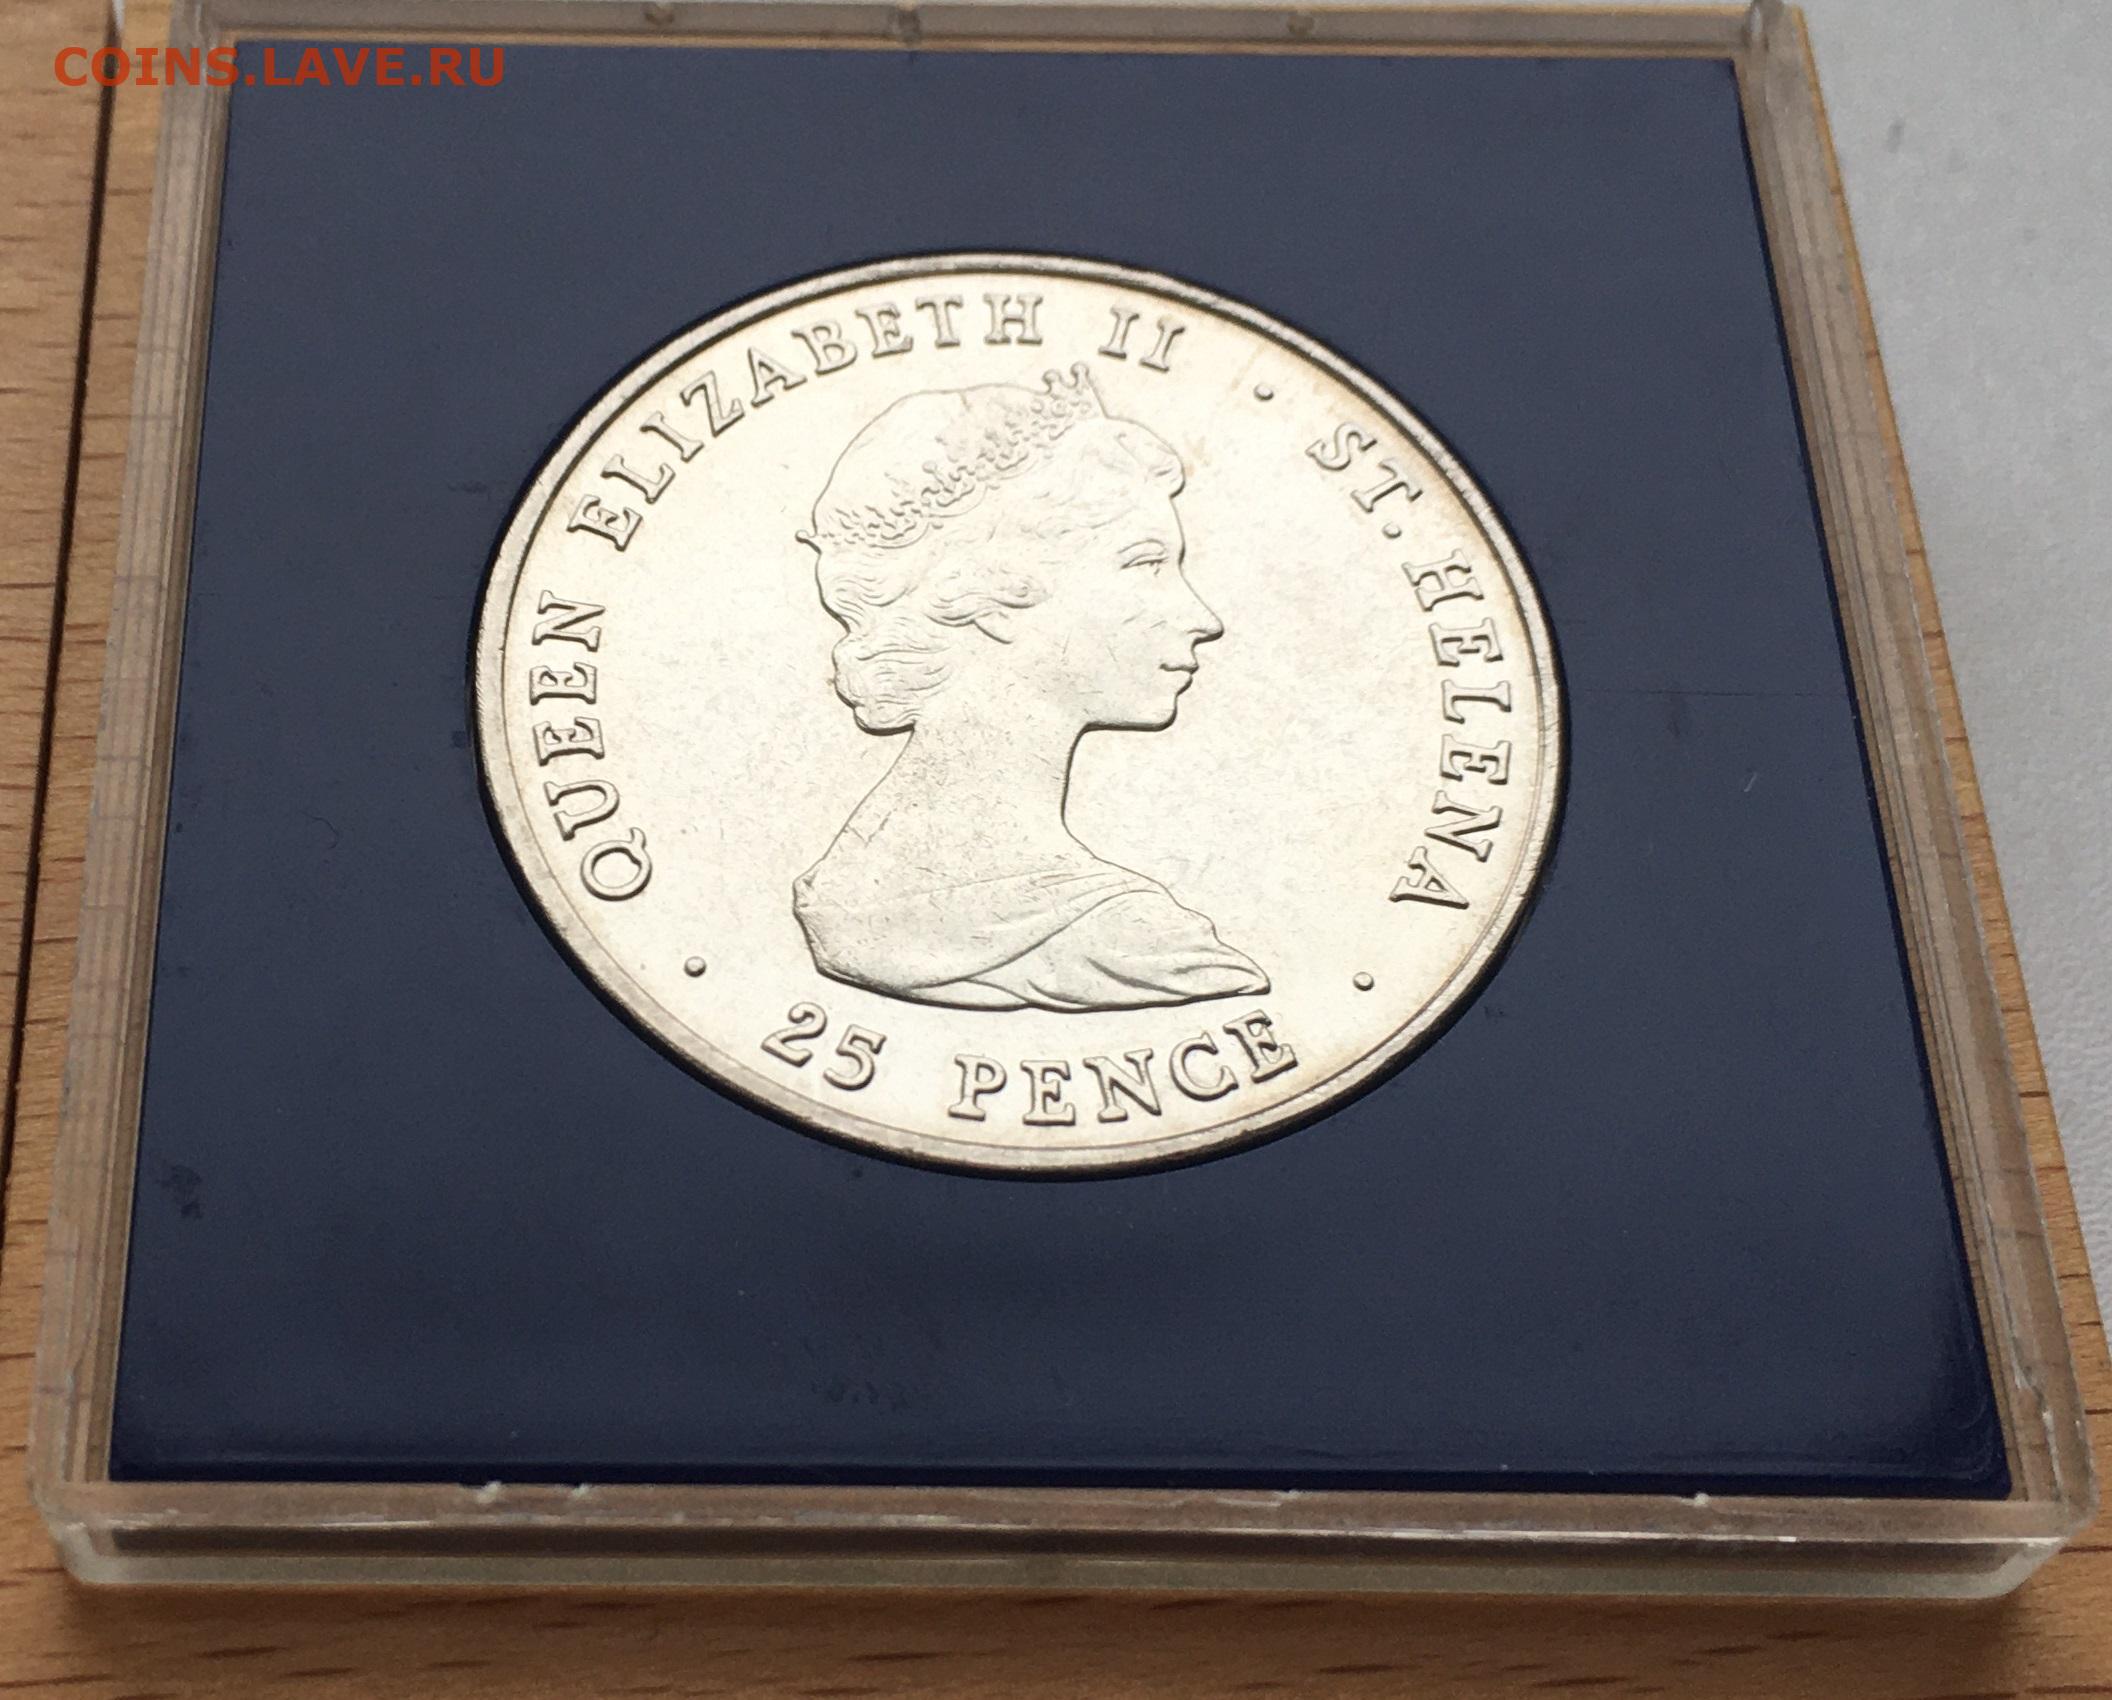 COINS.LAVE.RU
QUEEN ELIZABETH II · ST. HELENA ·
25 PENCE ·